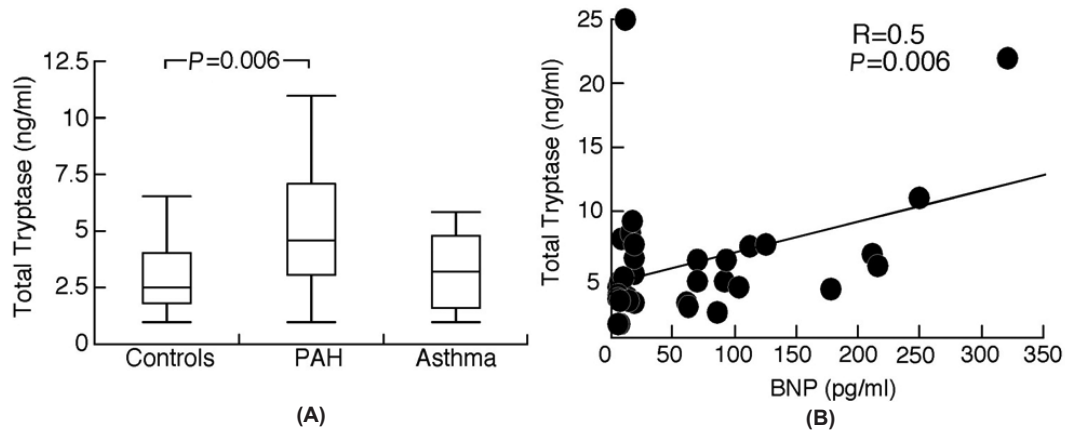 Total Tryptase (ng/ml)
12.5
10
7.5
5
2.5
0
P=0.006
Controls PAH Asthma
(A)
Total Tryptase (ng/ml)
25
20
15
10
5
R=0.5
P=0.006
0 50 100 150 200 250 300 350
BNP (pg/ml)
(B)